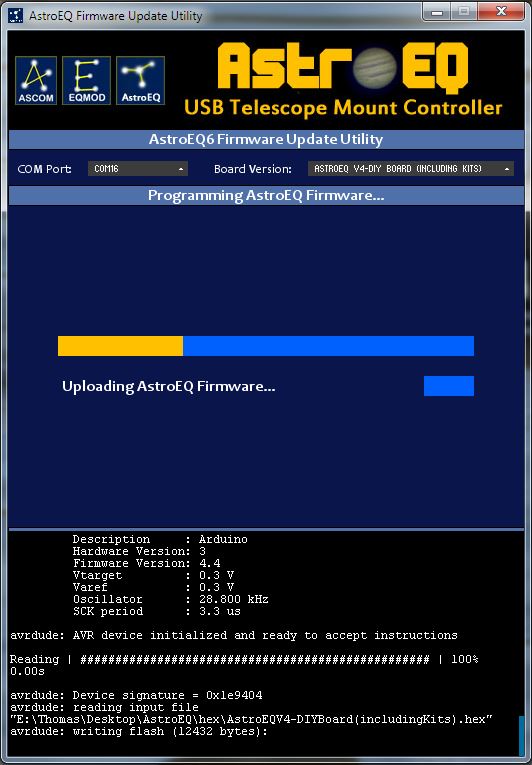 AstroEQ Firmware Update Utility
ASCOM
EQMOD
AstroEQ
Astro EQ
USB Telescope Mount Controller
AstroEQ6 Firmware Update Utility
COM Port:
COM16
Board Version:
ASTROEQ V4-DIY BOARD (INCLUDING KITS)
Programming AstroEQ Firmware...
Uploading AstroEQ Firmware...
Description : Arduino
Hardware Version: 3
Firmware Version: 4.4
Vtarget : 0.3 V
Varef : 0.3 V
Oscillator : 28.800 kHz
SCK period : 3.3 us
avrdude: AVR device initialized and ready to accept instructions
Reading | ################################################## | 100%
0.00s
avrdude: Device signature = 0x1e9404
avrdude: reading input file
"E:\Thomas\Desktop\AstroEQ\hex\AstroEQV4-DIYBoard(includingKits).hex"
avrdude: writing flash (12432 bytes):